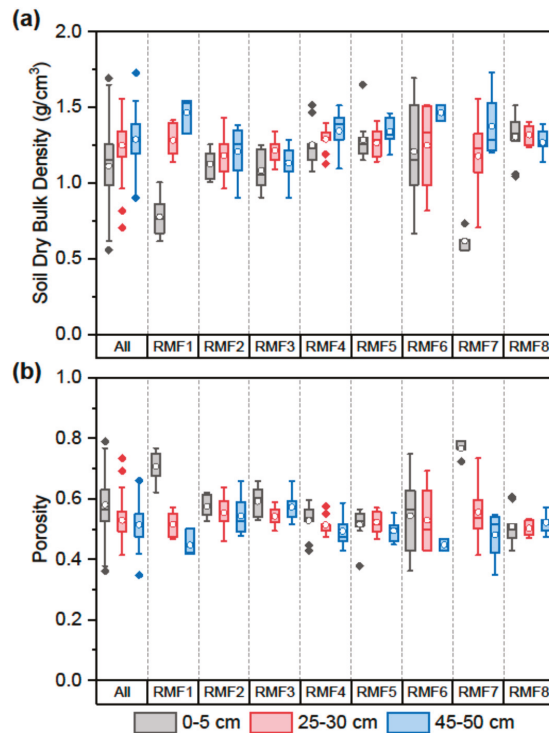 (a)
Soil Dry Bulk Density (g/cm³)
2.0
1.5
1.0
0.5
0.0
All RMF1 RMF2 RMF3 RMF4 RMF5 RMF6 RMF7 RMF8
(b)
Porosity
1.0
0.8
0.6
0.4
0.2
0.0
All RMF1 RMF2 RMF3 RMF4 RMF5 RMF6 RMF7 RMF8
0-5 cm 25-30 cm 45-50 cm